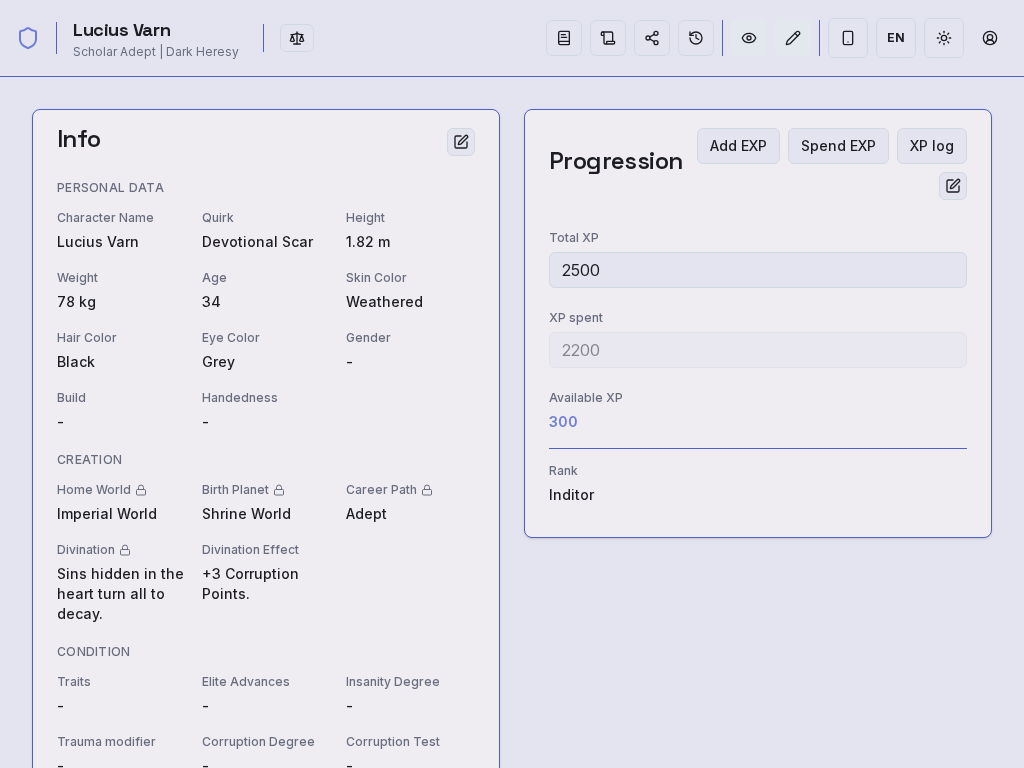 Lucius Varn
Scholar Adept | Dark Heresy
EN
Info
PERSONAL DATA
Character Name Quirk Height
Lucius Varn Devotional Scar 1.82 m
Weight Age Skin Color
78 kg 34 Weathered
Hair Color Eye Color Gender
Black Grey -
Build Handedness
- -
CREATION
Home World Birth Planet Career Path
Imperial World Shrine World Adept
Divination Divination Effect
Sins hidden in the +3 Corruption
heart turn all to Points.
decay.
CONDITION
Traits Elite Advances Insanity Degree
- - -
Trauma modifier Corruption Degree Corruption Test
- - -
Progression
Add EXP Spend EXP XP log
Total XP
2500
XP spent
2200
Available XP
300
Rank
Inditor